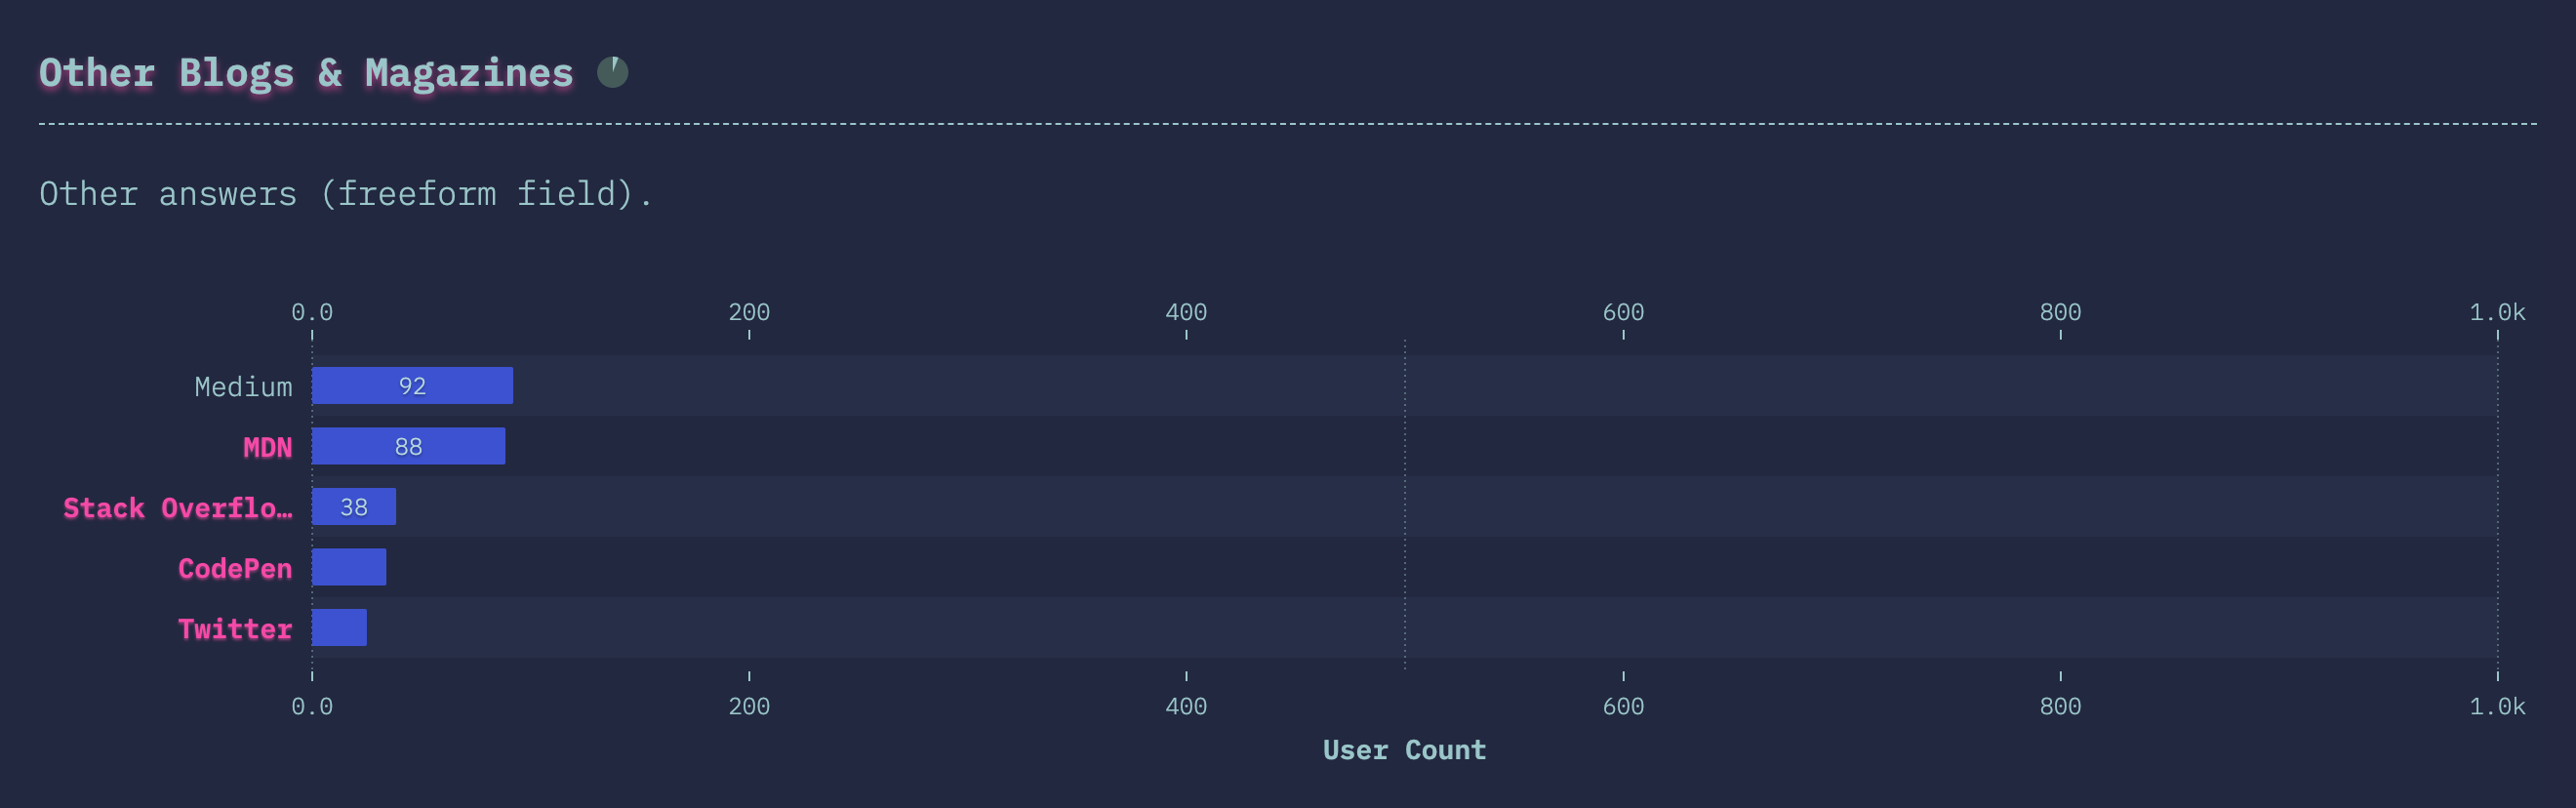 Other Blogs & Magazines
Other answers (freeform field).
0.0 200 400 600 800 1.0k
Medium 92
MDN 88
Stack Overflo… 38
CodePen
Twitter
0.0 200 400 600 800 1.0k
User Count